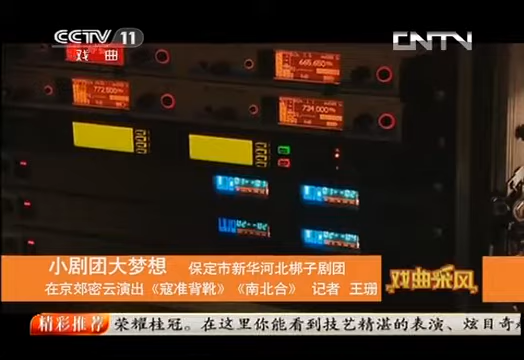 CCTV 11
戏曲
CNTV
665.650
772.500
734.000
小剧团大梦想 保定市新华河北梆子剧团
在京郊密云演出《寇准背靴》《南北合》 记者 王珊
戏曲采风
精彩推荐 荣耀桂冠。在这里你能看到技艺精湛的表演、炫目奇